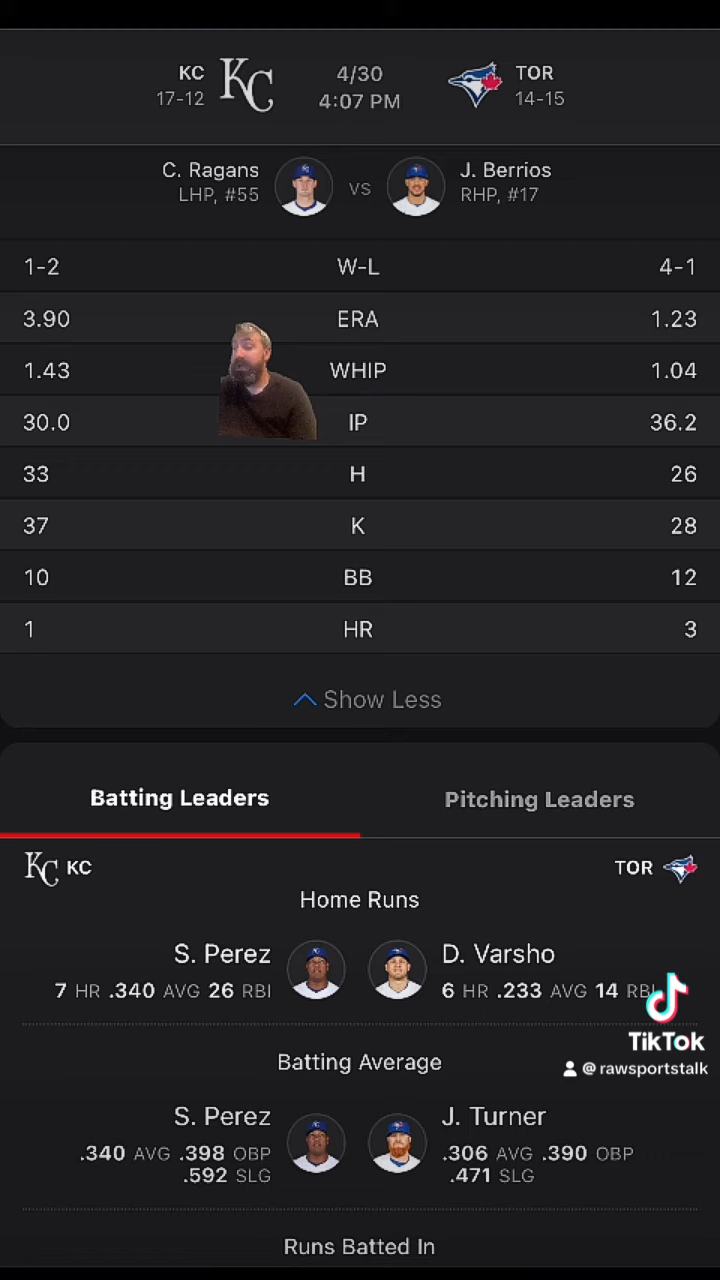 KC 4/30 TOR
17-12 KC 4:07 PM 14-15
C. Ragans J. Berrios
LHP, #55 vs RHP, #17
1-2 W-L 4-1
3.90 ERA 1.23
1.43 WHIP 1.04
30.0 IP 36.2
33 H 26
37 K 28
10 BB 12
1 HR 3
Show Less
Batting Leaders Pitching Leaders
KC KC TOR
Home Runs
S. Perez D. Varsho
7 HR .340 AVG 26 RBI 6 HR .233 AVG 14 RBI
TikTok
@rawsportstalk
Batting Average
S. Perez J. Turner
.340 AVG .398 OBP .306 AVG .390 OBP
.592 SLG .471 SLG
Runs Batted In